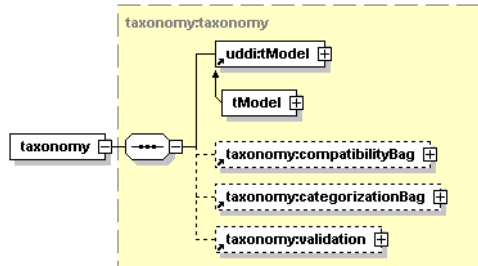 taxonomy:taxonomy
uddi:tModel
tModel
taxonomy
taxonomy:compatibilityBag
taxonomy:categorizationBag
taxonomy:validation